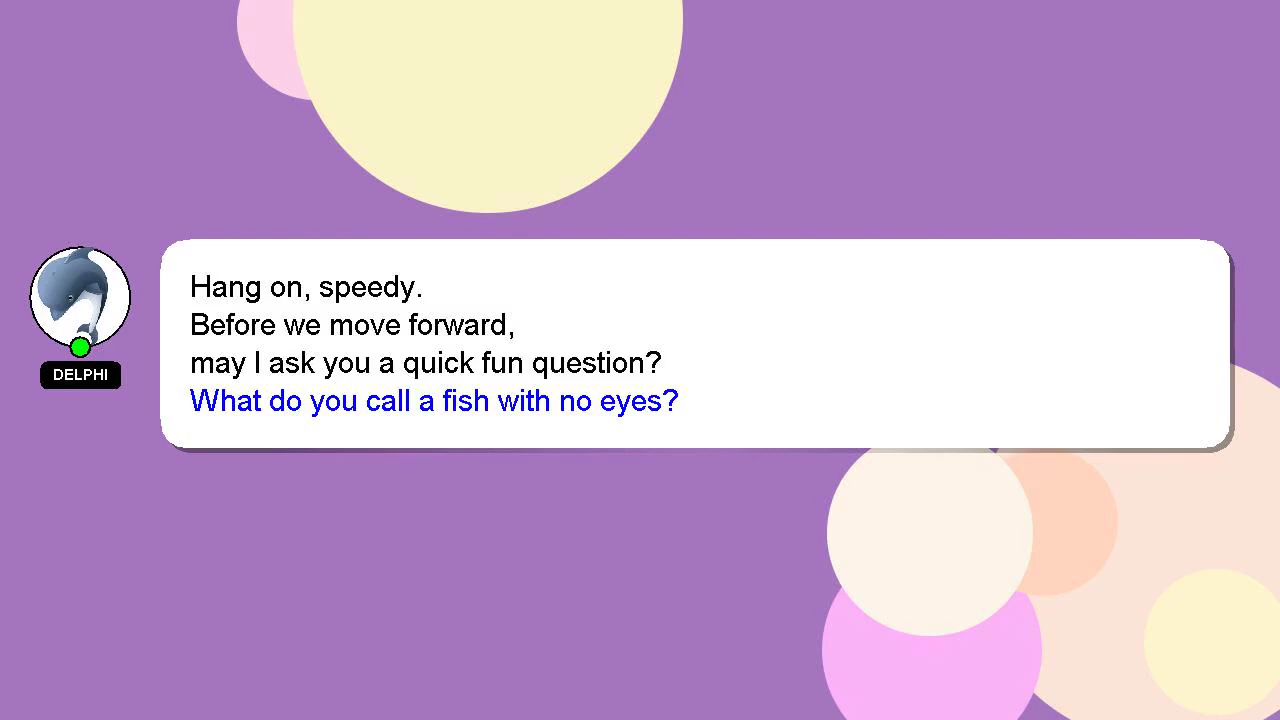 Hang on, speedy.
Before we move forward,
may I ask you a quick fun question?
What do you call a fish with no eyes?
DELPHI